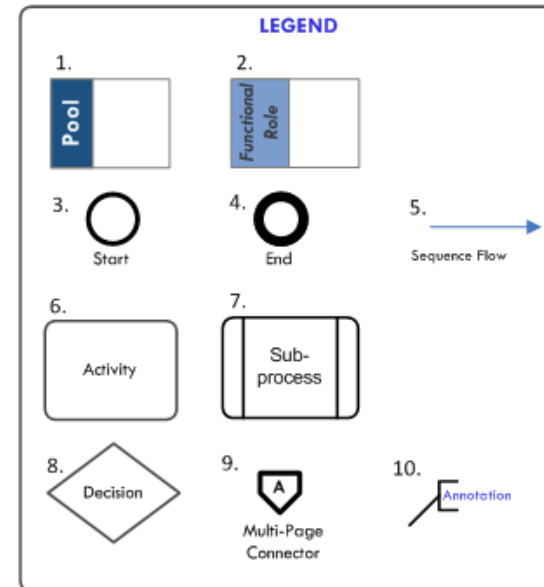 LEGEND
1.
2.
Pool
Functional
Role
3.
4.
5.
Start
End
Sequence Flow
6.
7.
Activity
Sub-
process
8.
9.
10.
Decision
A
Annotation
Multi-Page
Connector